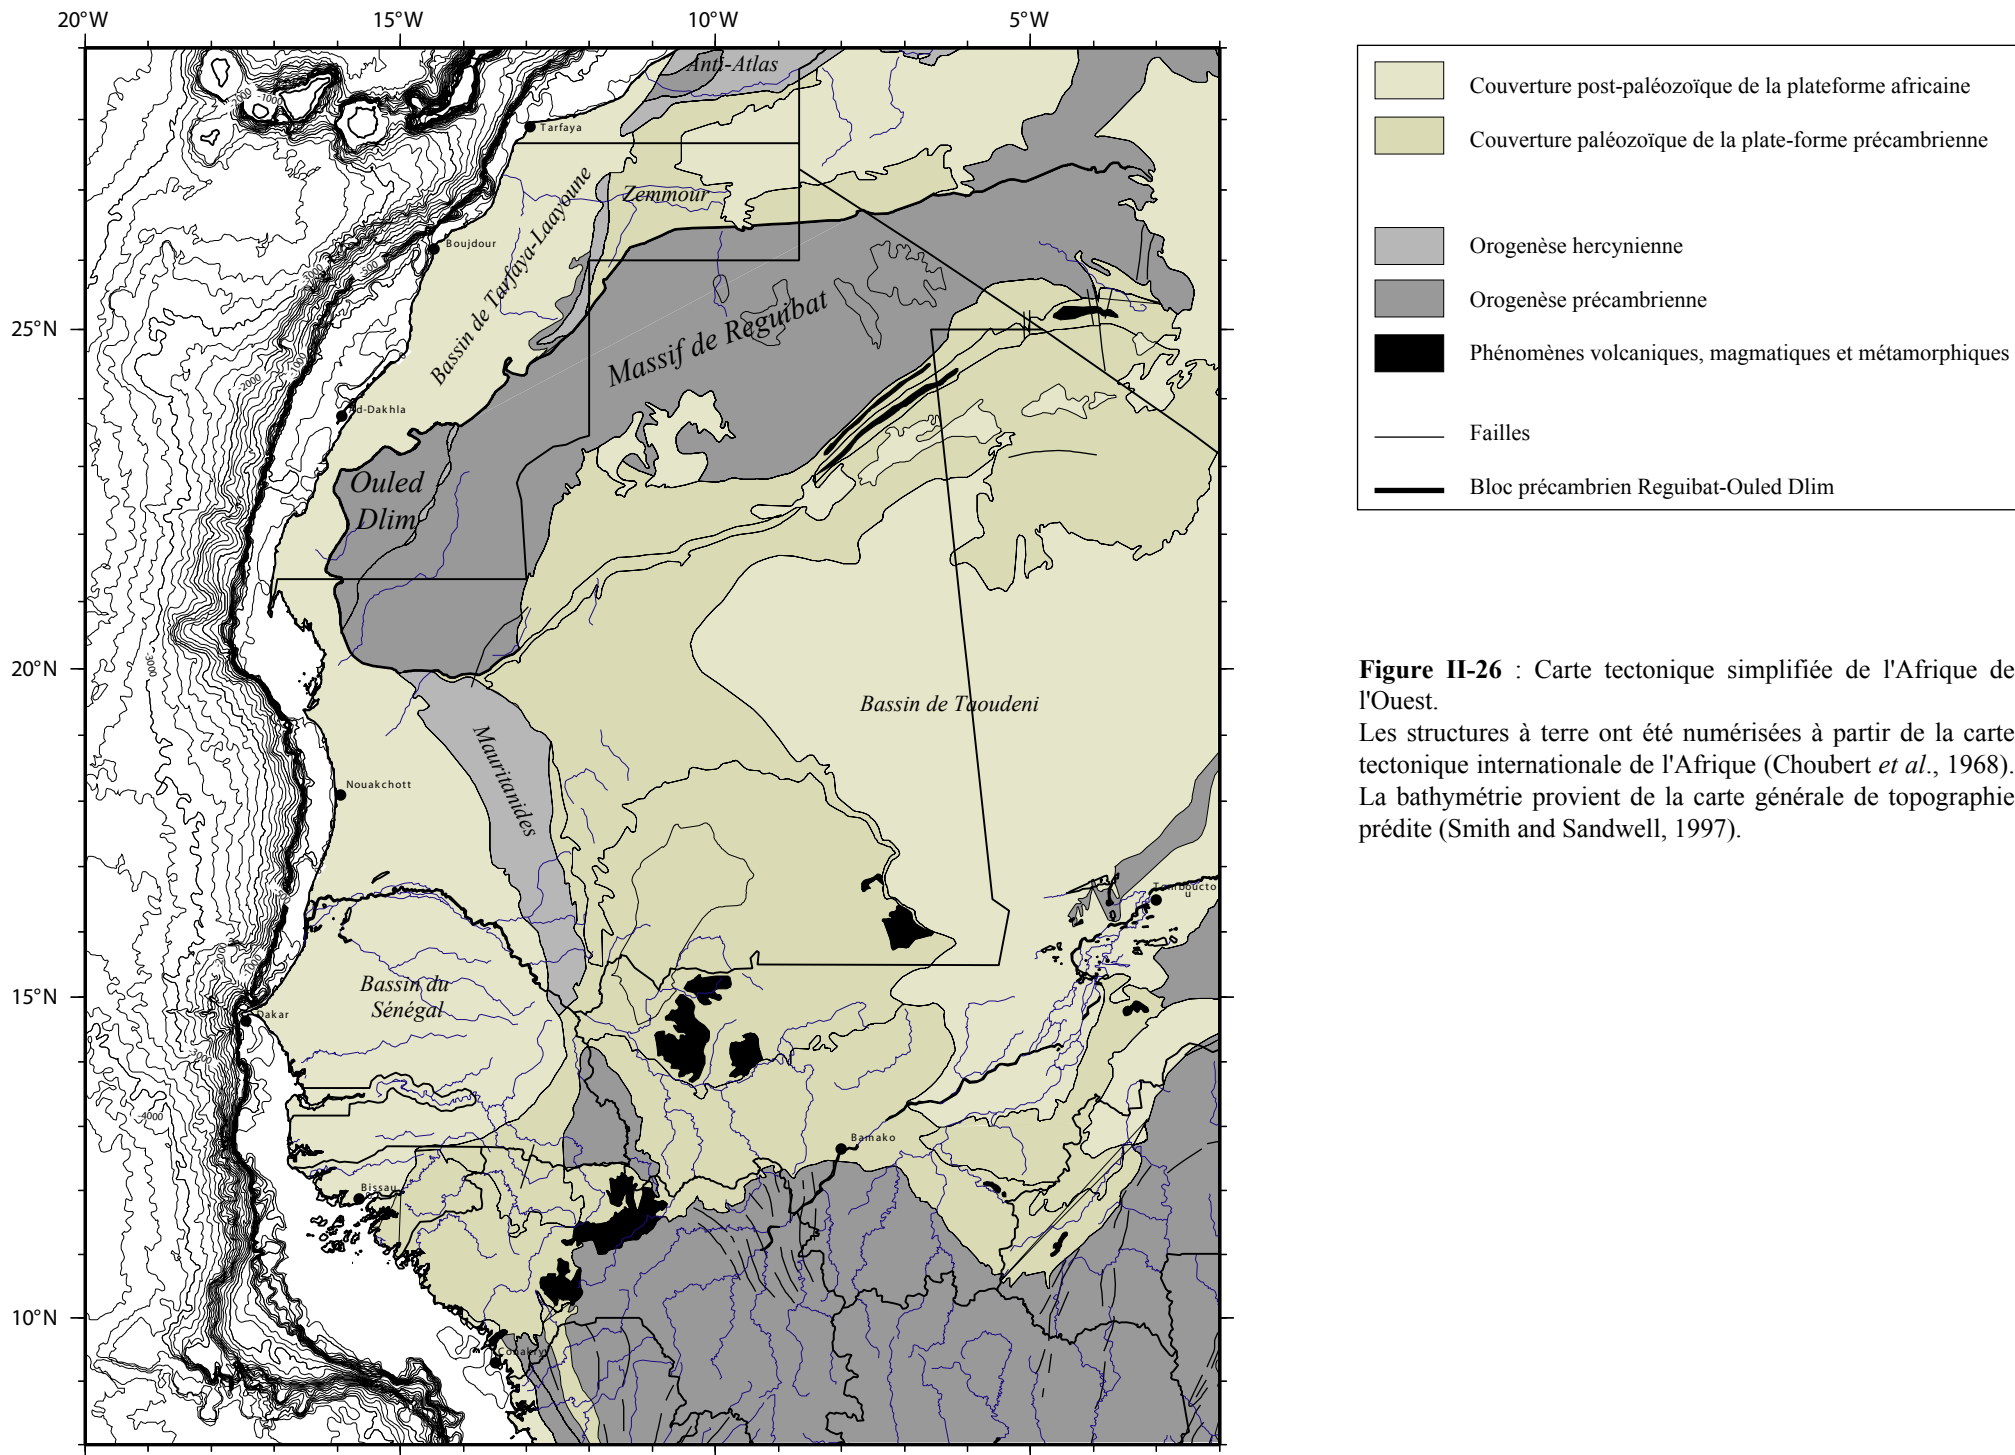 20°W 15°W 10°W 5°W
25°N
20°N
15°N
10°N
Anti-Atlas
Tarfaya
Zemmour
Boujdour
Bassin de Tarfaya-Laayoune
Massif de Reguibat
Ad-Dakhla
Ouled
Dlim
Bassin de Taoudeni
Mauritanides
Nouakchott
Tomboucto
u
Bassin du
Sénégal
Dakar
Bamako
Bissau
Conakry
-2000
-1000
-3000
-4000
Couverture post-paléozoïque de la plateforme africaine
Couverture paléozoïque de la plate-forme précambrienne
Orogenèse hercynienne
Orogenèse précambrienne
Phénomènes volcaniques, magmatiques et métamorphiques
Failles
Bloc précambrien Reguibat-Ouled Dlim
Figure II-26 : Carte tectonique simplifiée de l'Afrique de
l'Ouest.
Les structures à terre ont été numérisées à partir de la carte
tectonique internationale de l'Afrique (Choubert et al., 1968).
La bathymétrie provient de la carte générale de topographie
prédite (Smith and Sandwell, 1997).